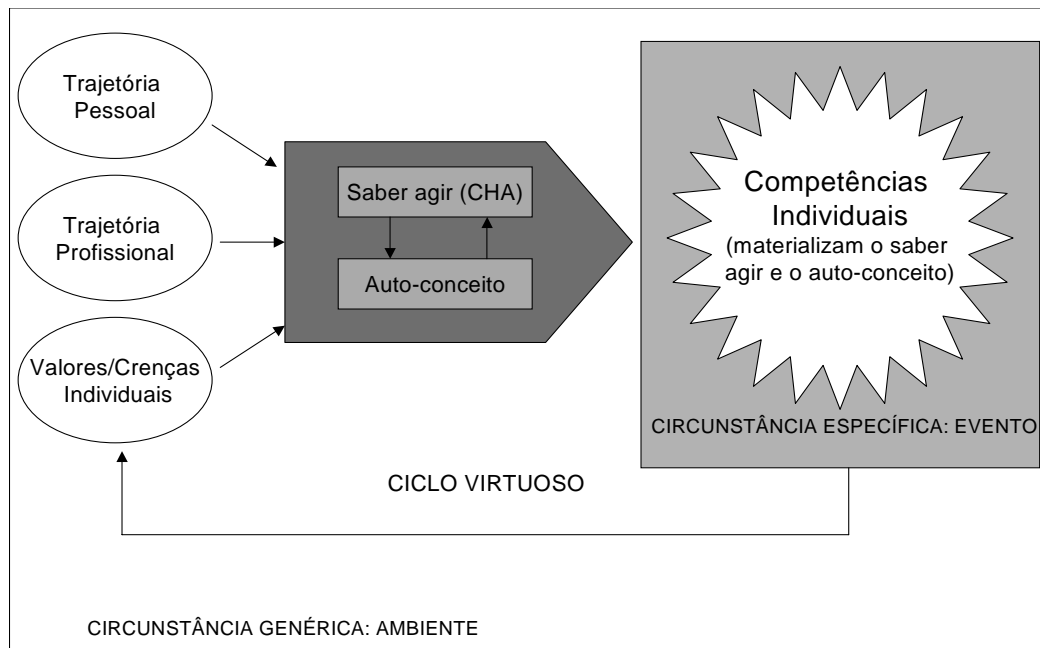 Trajetória
Pessoal
Trajetória
Profissional
Valores/Crenças
Individuais
Saber agir (CHA)
Auto-conceito
Competências
Individuais
(materializam o saber
agir e o auto-conceito)
CIRCUNSTÂNCIA ESPECÍFICA: EVENTO
CICLO VIRTUOSO
CIRCUNSTÂNCIA GENÉRICA: AMBIENTE